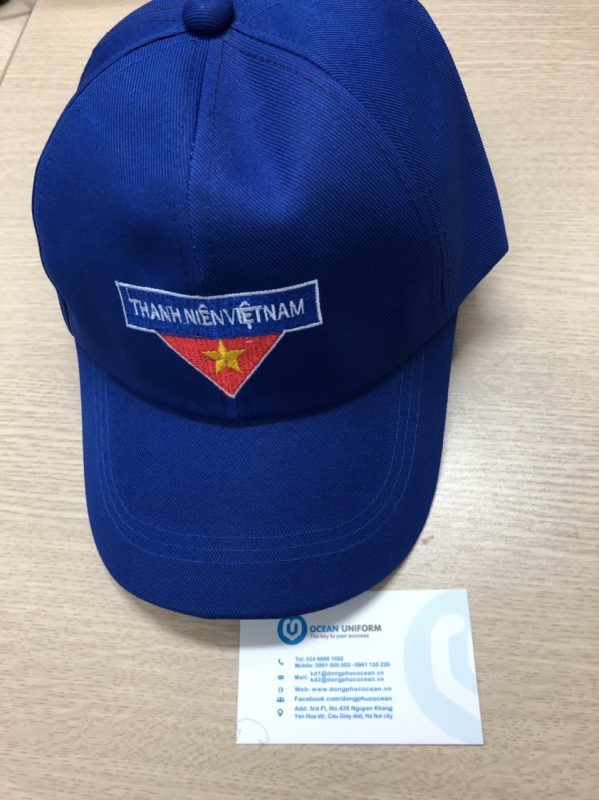 THANH NIÊN VIỆT NAM
OCEAN UNIFORM
The key to your success
Tel: 024 6686 1582
Mobile: 0961 005 503 - 0961 135 220
Mail: kd1@dongphucocean.vn
kd2@dongphucocean.vn
Web: www.dongphucocean.vn
Facebook.com/dongphucocean
Add: 3rd Fl, No.435 Nguyen Khang
Yen Hoa str, Cau Giay dist, Ha Noi city